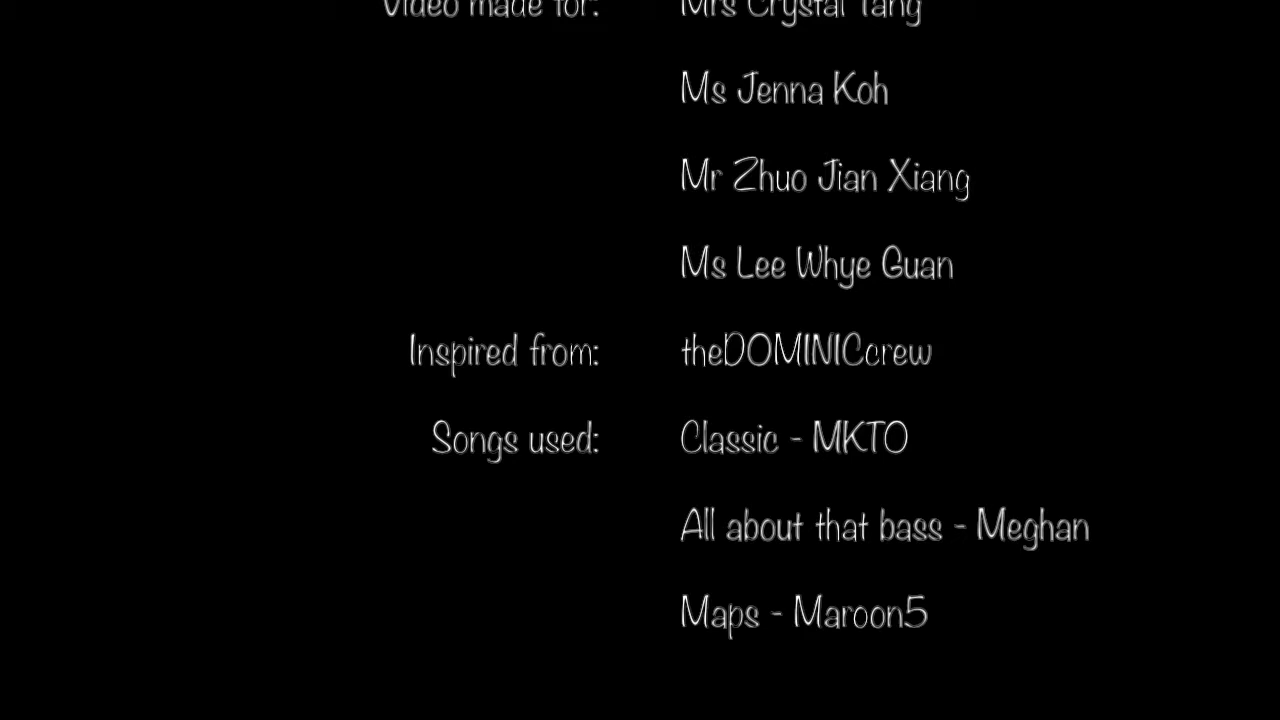 Video made for: Mrs Crystal Tang
Ms Jenna Koh
Mr Zhuo Jian Xiang
Ms Lee Whye Guan
Inspired from: theDOMINICcrew
Songs used: Classic - MKTO
All about that bass - Meghan
Maps - Maroon5